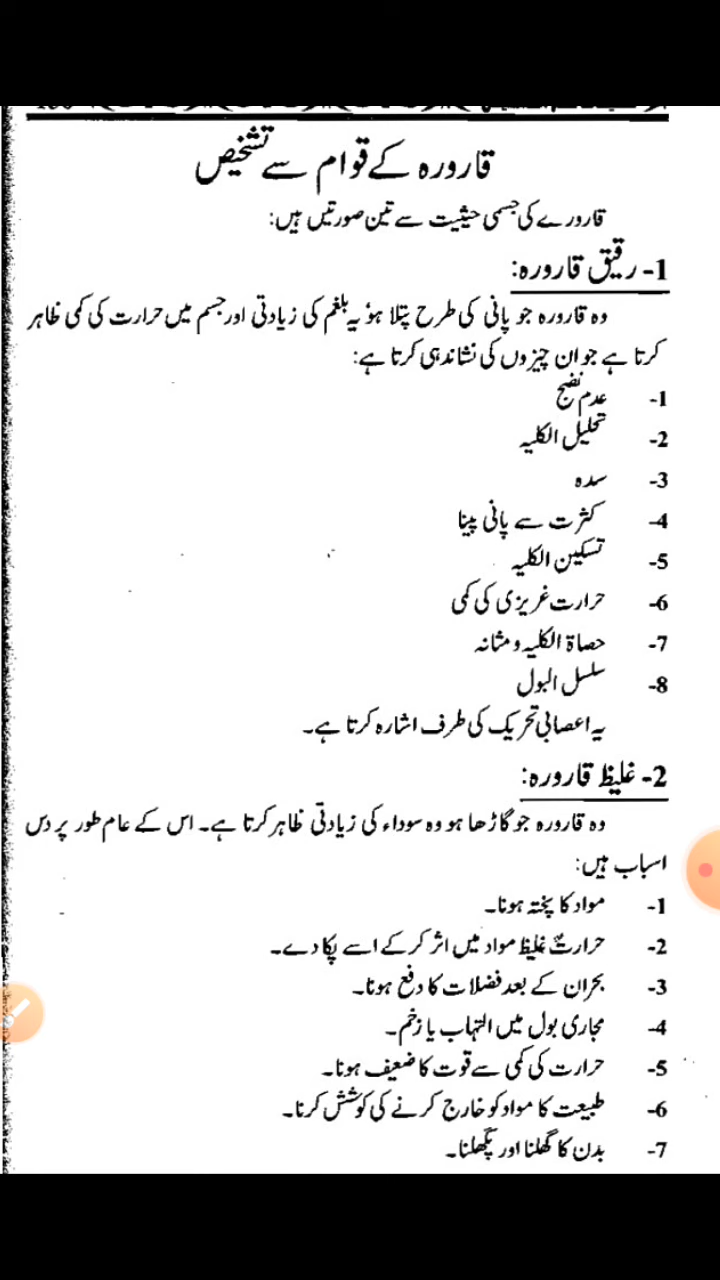 قارورہ کے قوام سے تشخیص
قارورے کی جسمی حیثیت سے تین صورتیں ہیں:
1- رقیق قارورہ:
وہ قارورہ جو پانی کی طرح پتلا ہو، یہ بلغم کی زیادتی اور جسم میں حرارت کی کمی ظاہر
کرتا ہے جو ان چیزوں کی نشاندہی کرتا ہے:
1- عدم نضج
2- تحلیل الکلیہ
3- سدہ
4- کثرت سے پانی پینا
5- تسکین الکلیہ
6- حرارت غریزی کی کمی
7- حصاة الکلیہ و مثانہ
8- سلسل البول
یہ اعصابی تحریک کی طرف اشارہ کرتا ہے۔
2- غلیظ قارورہ:
وہ قارورہ جو گاڑھا ہو وہ سوداء کی زیادتی ظاہر کرتا ہے۔ اس کے عام طور پر دس
اسباب ہیں:
1- مواد کا پختہ ہونا۔
2- حرارت غلیظ مواد میں اثر کرکے اسے پکا دے۔
3- بحران کے بعد فضلات کا دفع ہونا۔
4- مجاری بول میں التہاب یا زخم۔
5- حرارت کی کمی سے قوت کا ضعیف ہونا۔
6- طبیعت کا مواد کو خارج کرنے کی کوشش کرنا۔
7- بدن کا گھلنا اور پگھلنا۔